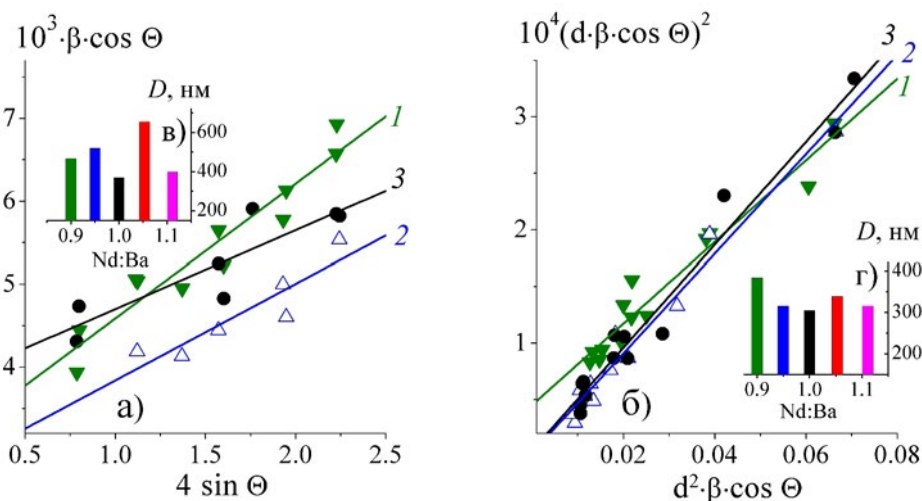 10³·β·cos Θ
7
6
5
4
0.5 1.0 1.5 2.0 2.5
4 sin Θ
а)
1
3
2
D, нм
в)
600
400
200
0.9 1.0 1.1
Nd:Ba
10⁴(d·β·cos Θ)²
3
2
1
0.02 0.04 0.06 0.08
d²·β·cos Θ
б)
3
2
1
D, нм
г)
400
300
200
0.9 1.0 1.1
Nd:Ba